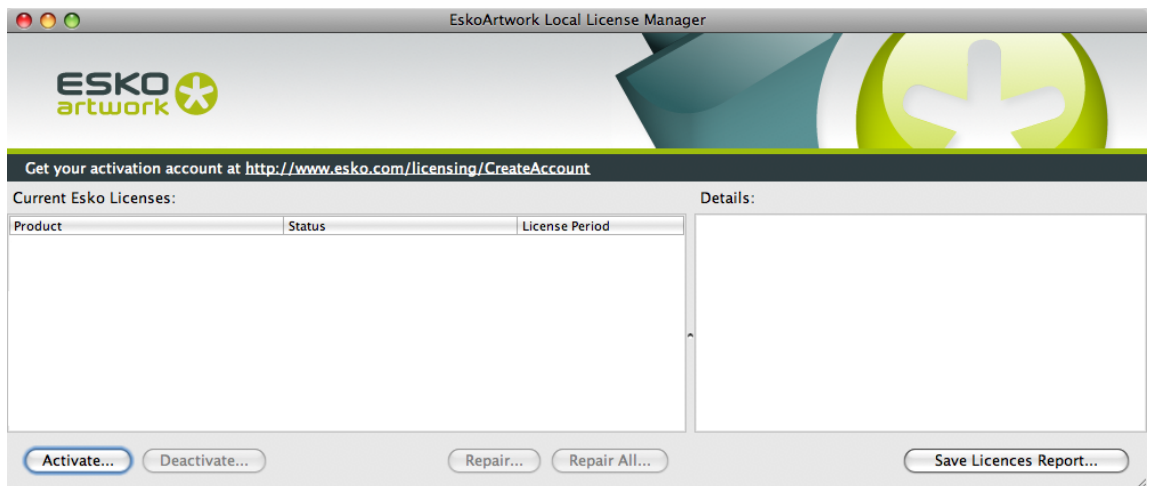 EskoArtwork Local License Manager
ESKO
artwork
Get your activation account at http://www.esko.com/licensing/CreateAccount
Current Esko Licenses:
Details:
Product Status License Period
Activate... Deactivate... Repair... Repair All... Save Licences Report...